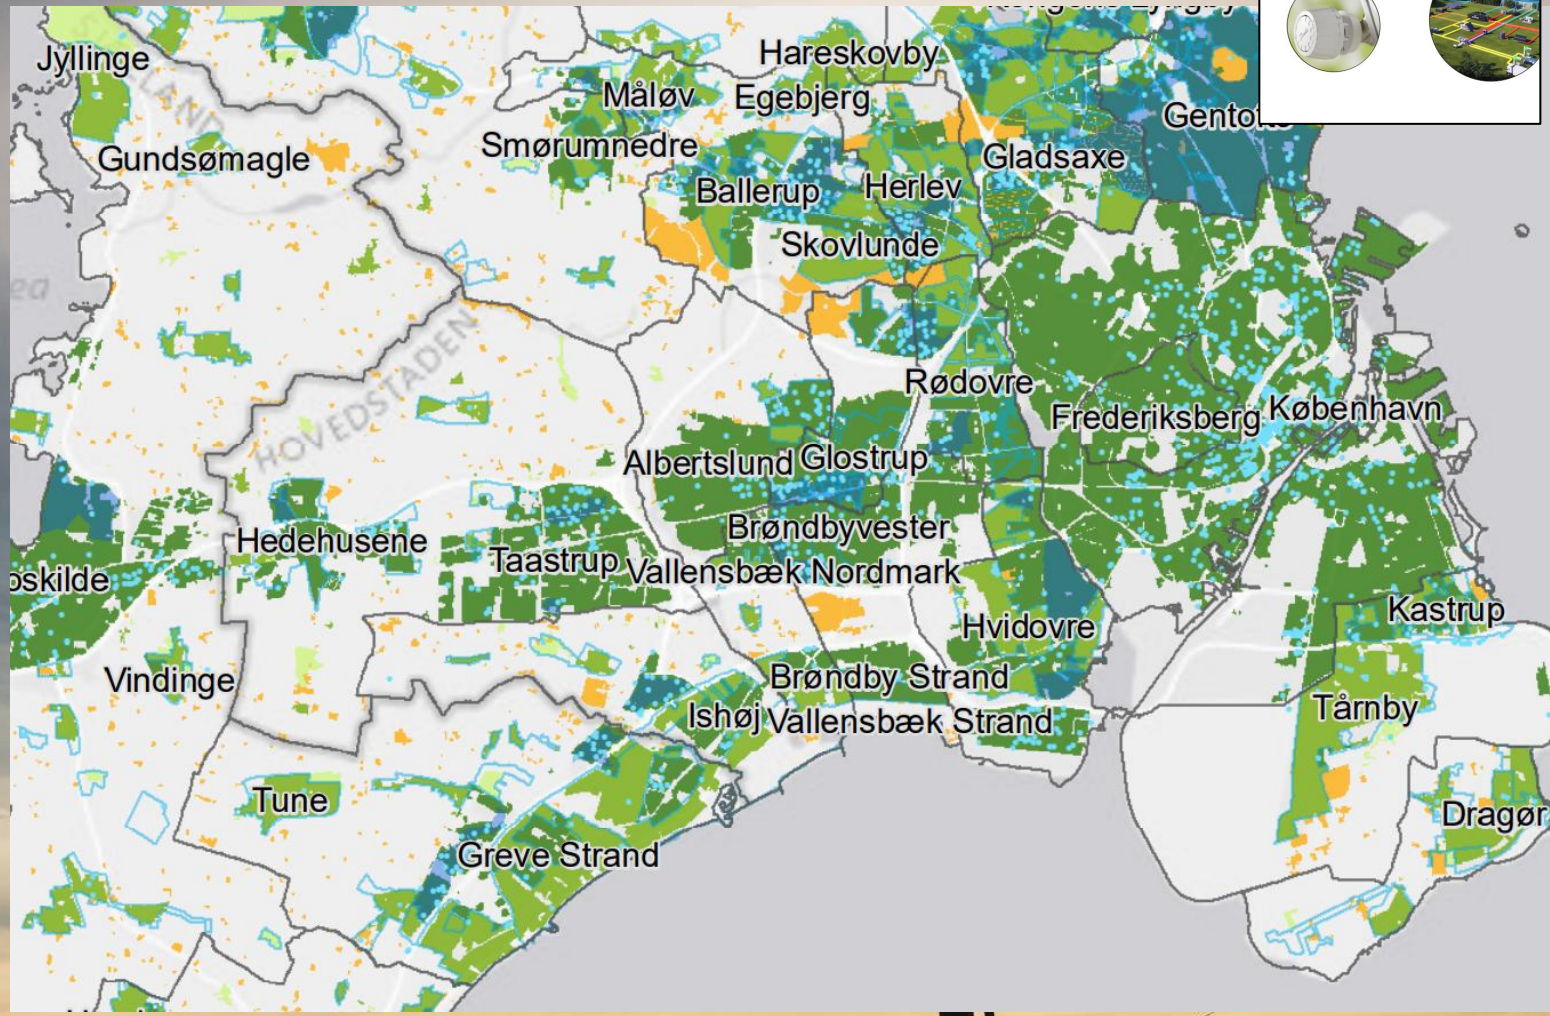 Jyllinge
Hareskovby
Måløv
Egebjerg
Smørumnedre
Gundsømagle
Gladsaxe
Ballerup
Herlev
Skovlunde
HOVEDSTADEN
Rødovre
Frederiksberg
København
Albertslund
Glostrup
Brøndbyvester
Hedehusene
Taastrup
Vallensbæk Nordmark
oskilde
Kastrup
Hvidovre
Vindinge
Brøndby Strand
Ishøj
Vallensbæk Strand
Tårnby
Tune
Dragør
Greve Strand